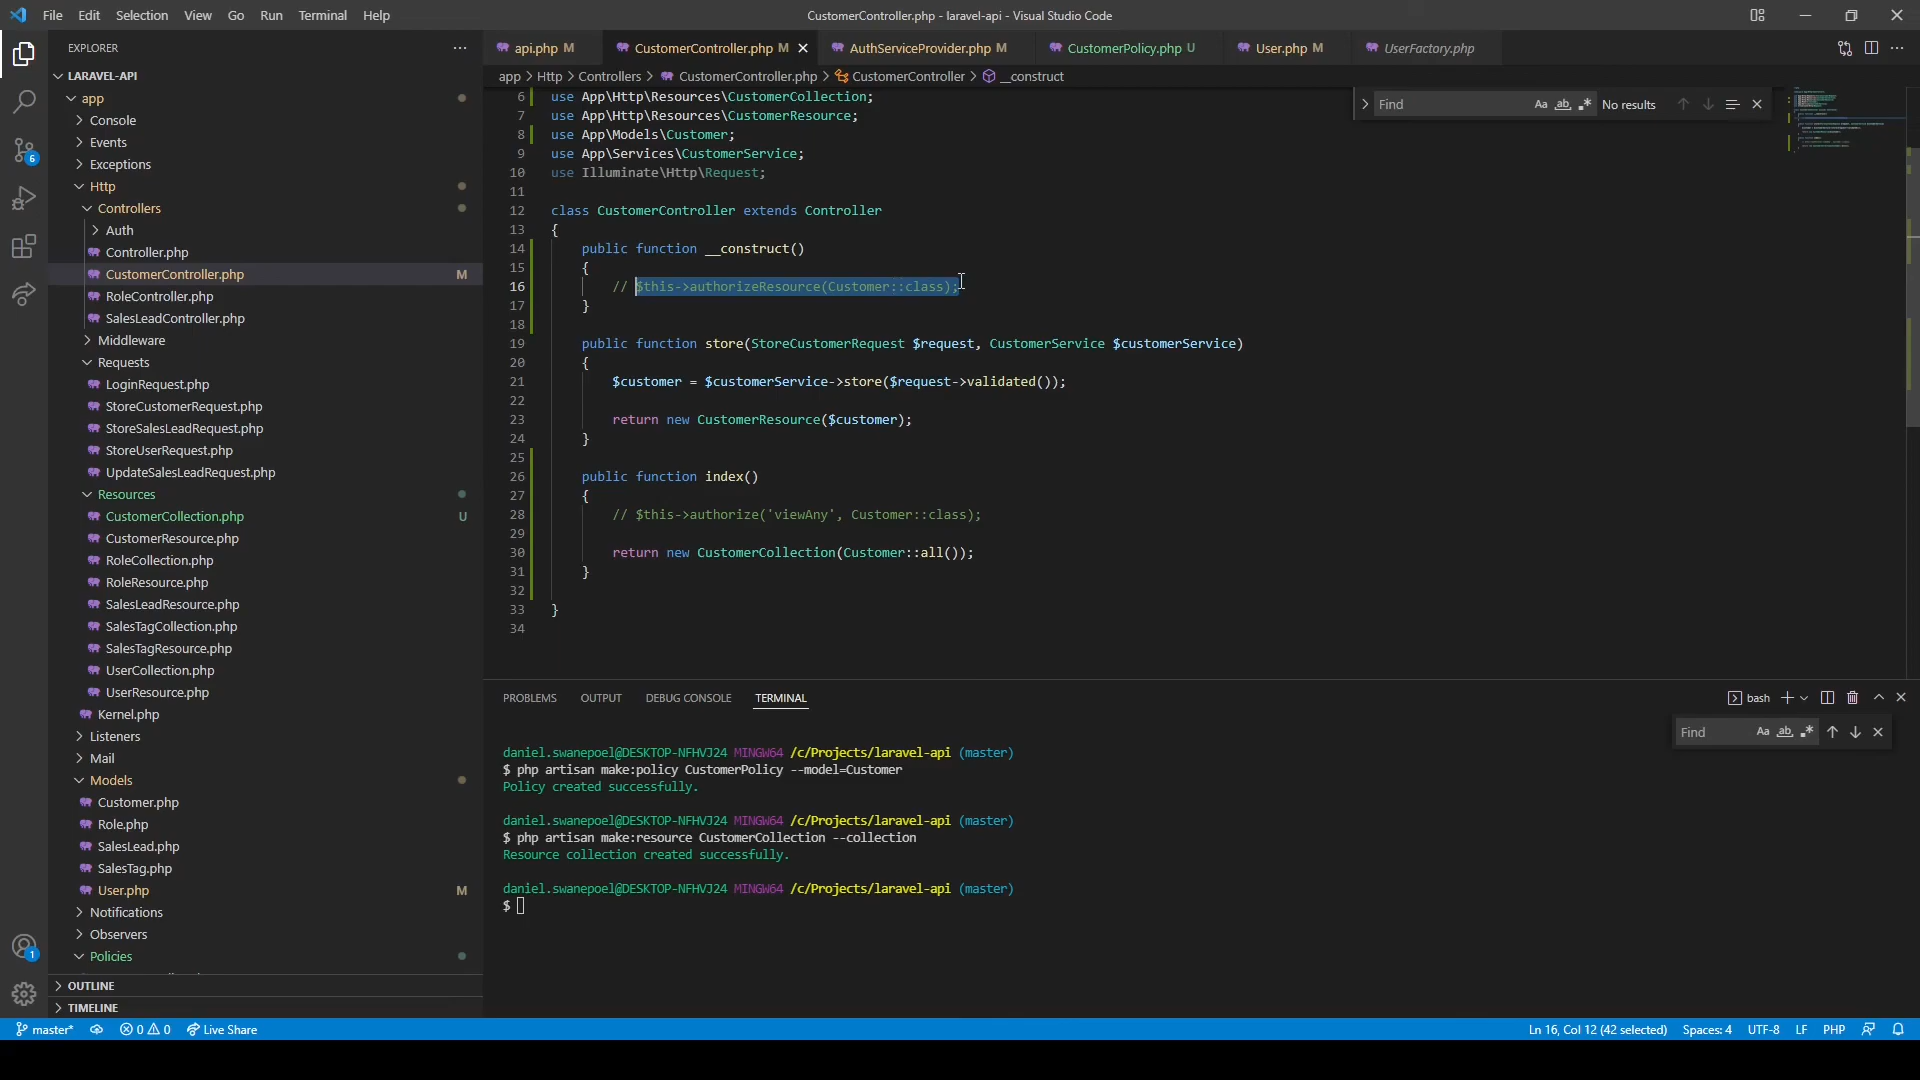 File Edit Selection View Go Run Terminal Help
CustomerController.php - laravel-api - Visual Studio Code
EXPLORER
LARAVEL-API
app
Console
Events
Exceptions
Http
Controllers
Auth
Controller.php
CustomerController.php M
RoleController.php
SalesLeadController.php
Middleware
Requests
LoginRequest.php
StoreCustomerRequest.php
StoreSalesLeadRequest.php
StoreUserRequest.php
UpdateSalesLeadRequest.php
Resources
CustomerCollection.php U
CustomerResource.php
RoleCollection.php
RoleResource.php
SalesLeadResource.php
SalesTagCollection.php
SalesTagResource.php
UserCollection.php
UserResource.php
Kernel.php
Listeners
Mail
Models
Customer.php
Role.php
SalesLead.php
SalesTag.php
User.php M
Notifications
Observers
Policies
OUTLINE
TIMELINE
6
1
api.php M CustomerController.php M AuthServiceProvider.php M CustomerPolicy.php U User.php M UserFactory.php
app > Http > Controllers > CustomerController.php > CustomerController > __construct
Find Aa ab No results
6 use App\Http\Resources\CustomerCollection;
7 use App\Http\Resources\CustomerResource;
8 use App\Models\Customer;
9 use App\Services\CustomerService;
10 use Illuminate\Http\Request;
11
12 class CustomerController extends Controller
13 {
14 public function __construct()
15 {
16 // $this->authorizeResource(Customer::class);
17 }
18
19 public function store(StoreCustomerRequest $request, CustomerService $customerService)
20 {
21 $customer = $customerService->store($request->validated());
22
23 return new CustomerResource($customer);
24 }
25
26 public function index()
27 {
28 // $this->authorize('viewAny', Customer::class);
29
30 return new CustomerCollection(Customer::all());
31 }
32
33 }
34
PROBLEMS OUTPUT DEBUG CONSOLE TERMINAL
bash
Find Aa ab
daniel.swanepoel@DESKTOP-NFHVJ24 MINGW64 /c/Projects/laravel-api (master)
$ php artisan make:policy CustomerPolicy --model=Customer
Policy created successfully.
daniel.swanepoel@DESKTOP-NFHVJ24 MINGW64 /c/Projects/laravel-api (master)
$ php artisan make:resource CustomerCollection --collection
Resource collection created successfully.
daniel.swanepoel@DESKTOP-NFHVJ24 MINGW64 /c/Projects/laravel-api (master)
$
master* 0 0 Live Share
Ln 16, Col 12 (42 selected) Spaces: 4 UTF-8 LF PHP